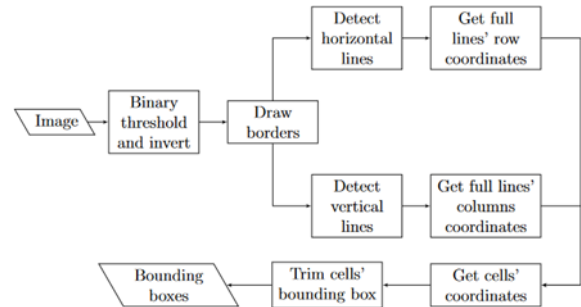 Detect
horizontal
lines
Get full
lines' row
coordinates
Image
Binary
threshold
and invert
Draw
borders
Detect
vertical
lines
Get full lines'
columns
coordinates
Get cells'
coordinates
Trim cells'
bounding box
Bounding
boxes